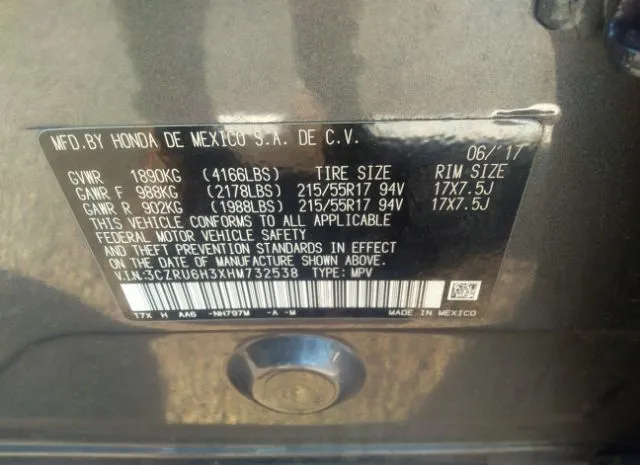 MFD.BY HONDA DE MEXICO S.A. DE C.V. 06/'17
GVWR 1890KG (4166LBS) TIRE SIZE RIM SIZE
GAWR F 988KG (2178LBS) 215/55R17 94V 17X7.5J
GAWR R 902KG (1988LBS) 215/55R17 94V 17X7.5J
THIS VEHICLE CONFORMS TO ALL APPLICABLE
FEDERAL MOTOR VEHICLE SAFETY
AND THEFT PREVENTION STANDARDS IN EFFECT
ON THE DATE OF MANUFACTURE SHOWN ABOVE.
V.I.N:3CZRU6H3XHM732538 TYPE: MPV
T7X H AA6 -NH797M -A -M MADE IN MEXICO